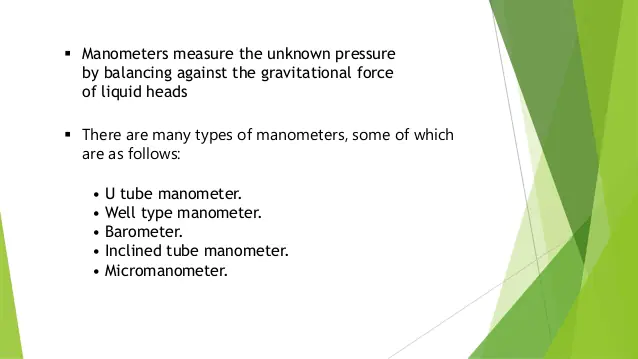 ▪ Manometers measure the unknown pressure
by balancing against the gravitational force
of liquid heads
▪ There are many types of manometers, some of which
are as follows:
• U tube manometer.
• Well type manometer.
• Barometer.
• Inclined tube manometer.
• Micromanometer.